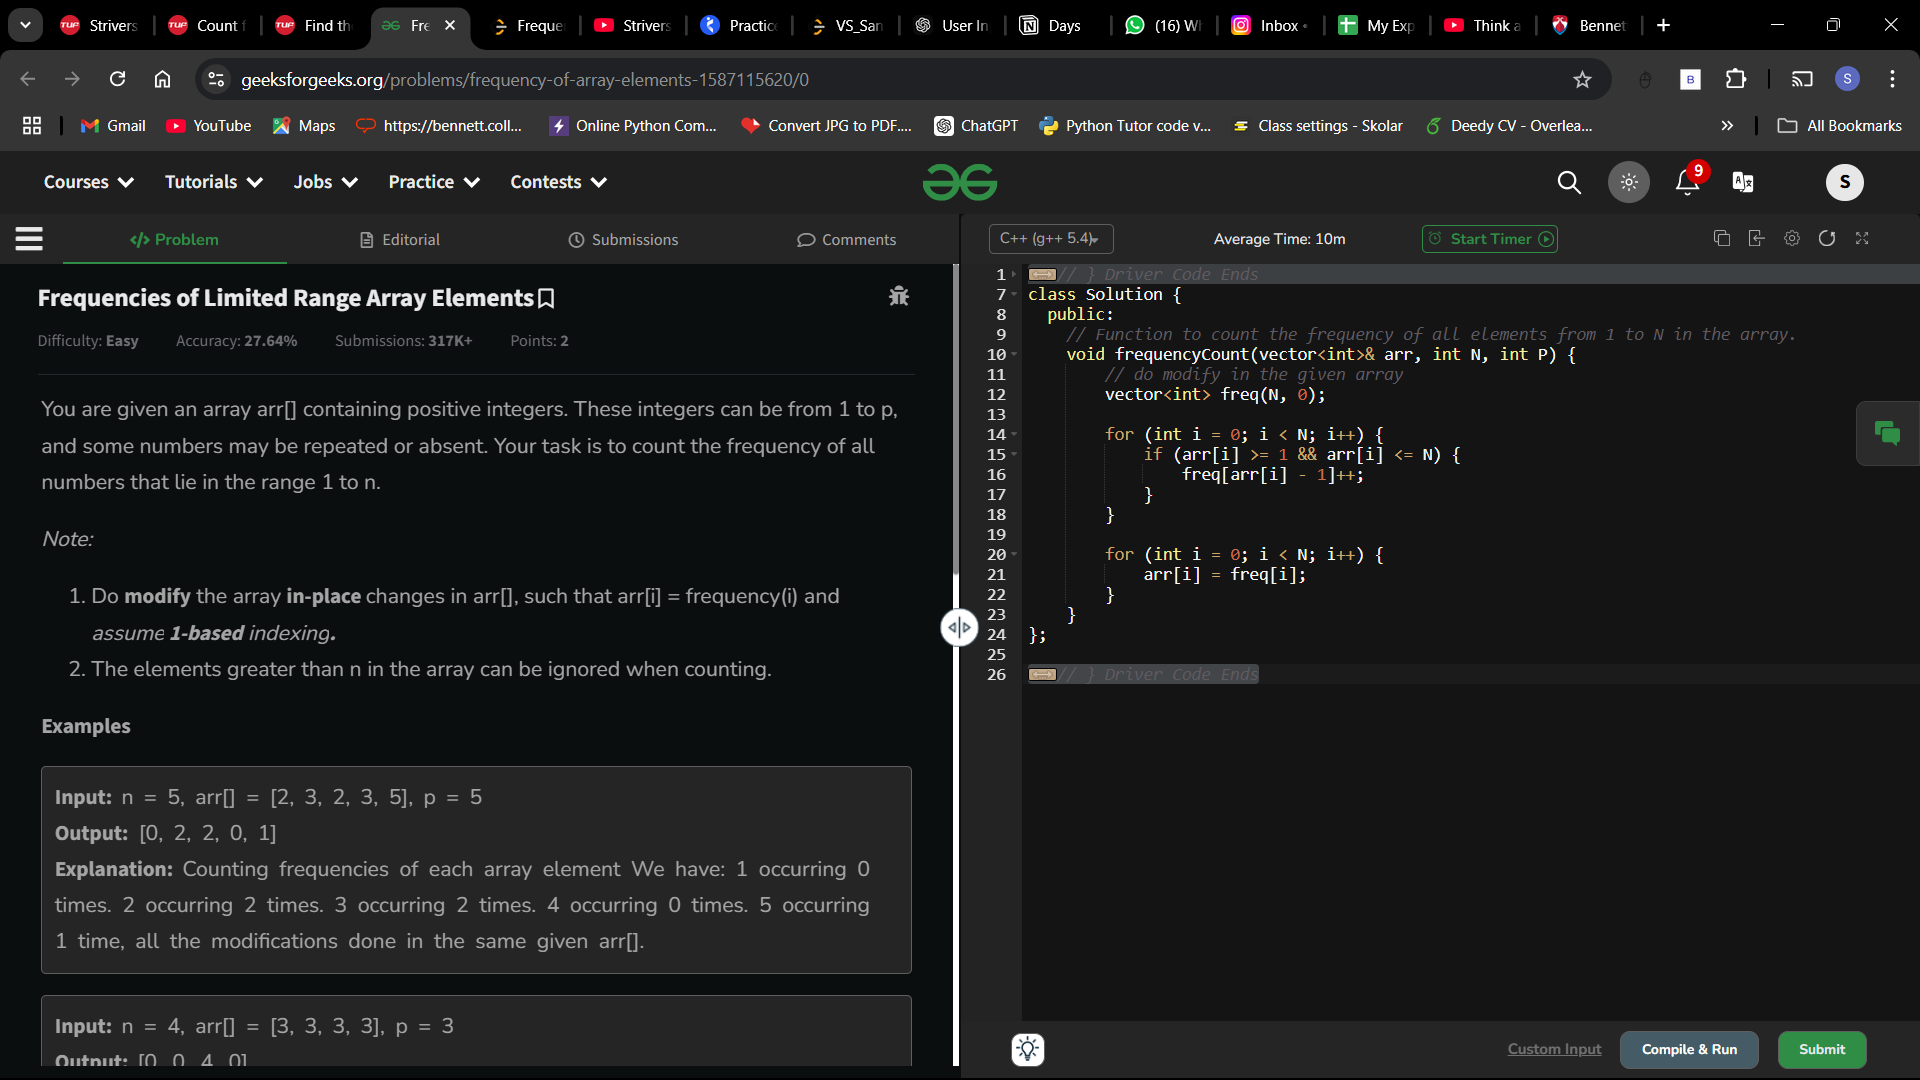 Strivers
Count f
Find th
Fre
Freque
Strivers
Practic
VS_San
User In
Days
(16) W
Inbox •
My Exp
Think a
Bennet
geeksforgeeks.org/problems/frequency-of-array-elements-1587115620/0
S
Gmail
YouTube
Maps
https://bennett.coll...
Online Python Com...
Convert JPG to PDF....
ChatGPT
Python Tutor code v...
Class settings - Skolar
Deedy CV - Overlea...
All Bookmarks
Courses
Tutorials
Jobs
Practice
Contests
9
S
</> Problem
Editorial
Submissions
Comments
C++ (g++ 5.4)
Average Time: 10m
Start Timer
Frequencies of Limited Range Array Elements
Difficulty: Easy Accuracy: 27.64% Submissions: 317K+ Points: 2
You are given an array arr[] containing positive integers. These integers can be from 1 to p,
and some numbers may be repeated or absent. Your task is to count the frequency of all
numbers that lie in the range 1 to n.
Note:
1. Do modify the array in-place changes in arr[], such that arr[i] = frequency(i) and
assume 1-based indexing.
2. The elements greater than n in the array can be ignored when counting.
Examples
Input: n = 5, arr[] = [2, 3, 2, 3, 5], p = 5
Output: [0, 2, 2, 0, 1]
Explanation: Counting frequencies of each array element We have: 1 occurring 0
times. 2 occurring 2 times. 3 occurring 2 times. 4 occurring 0 times. 5 occurring
1 time, all the modifications done in the same given arr[].
Input: n = 4, arr[] = [3, 3, 3, 3], p = 3
Output: [0, 0, 4, 0]
1 // } Driver Code Ends
7 class Solution {
8 public:
9 // Function to count the frequency of all elements from 1 to N in the array.
10 void frequencyCount(vector<int>& arr, int N, int P) {
11 // do modify in the given array
12 vector<int> freq(N, 0);
13
14 for (int i = 0; i < N; i++) {
15 if (arr[i] >= 1 && arr[i] <= N) {
16 freq[arr[i] - 1]++;
17 }
18 }
19
20 for (int i = 0; i < N; i++) {
21 arr[i] = freq[i];
22 }
23 }
24 };
25
26 // } Driver Code Ends
Custom Input
Compile & Run
Submit